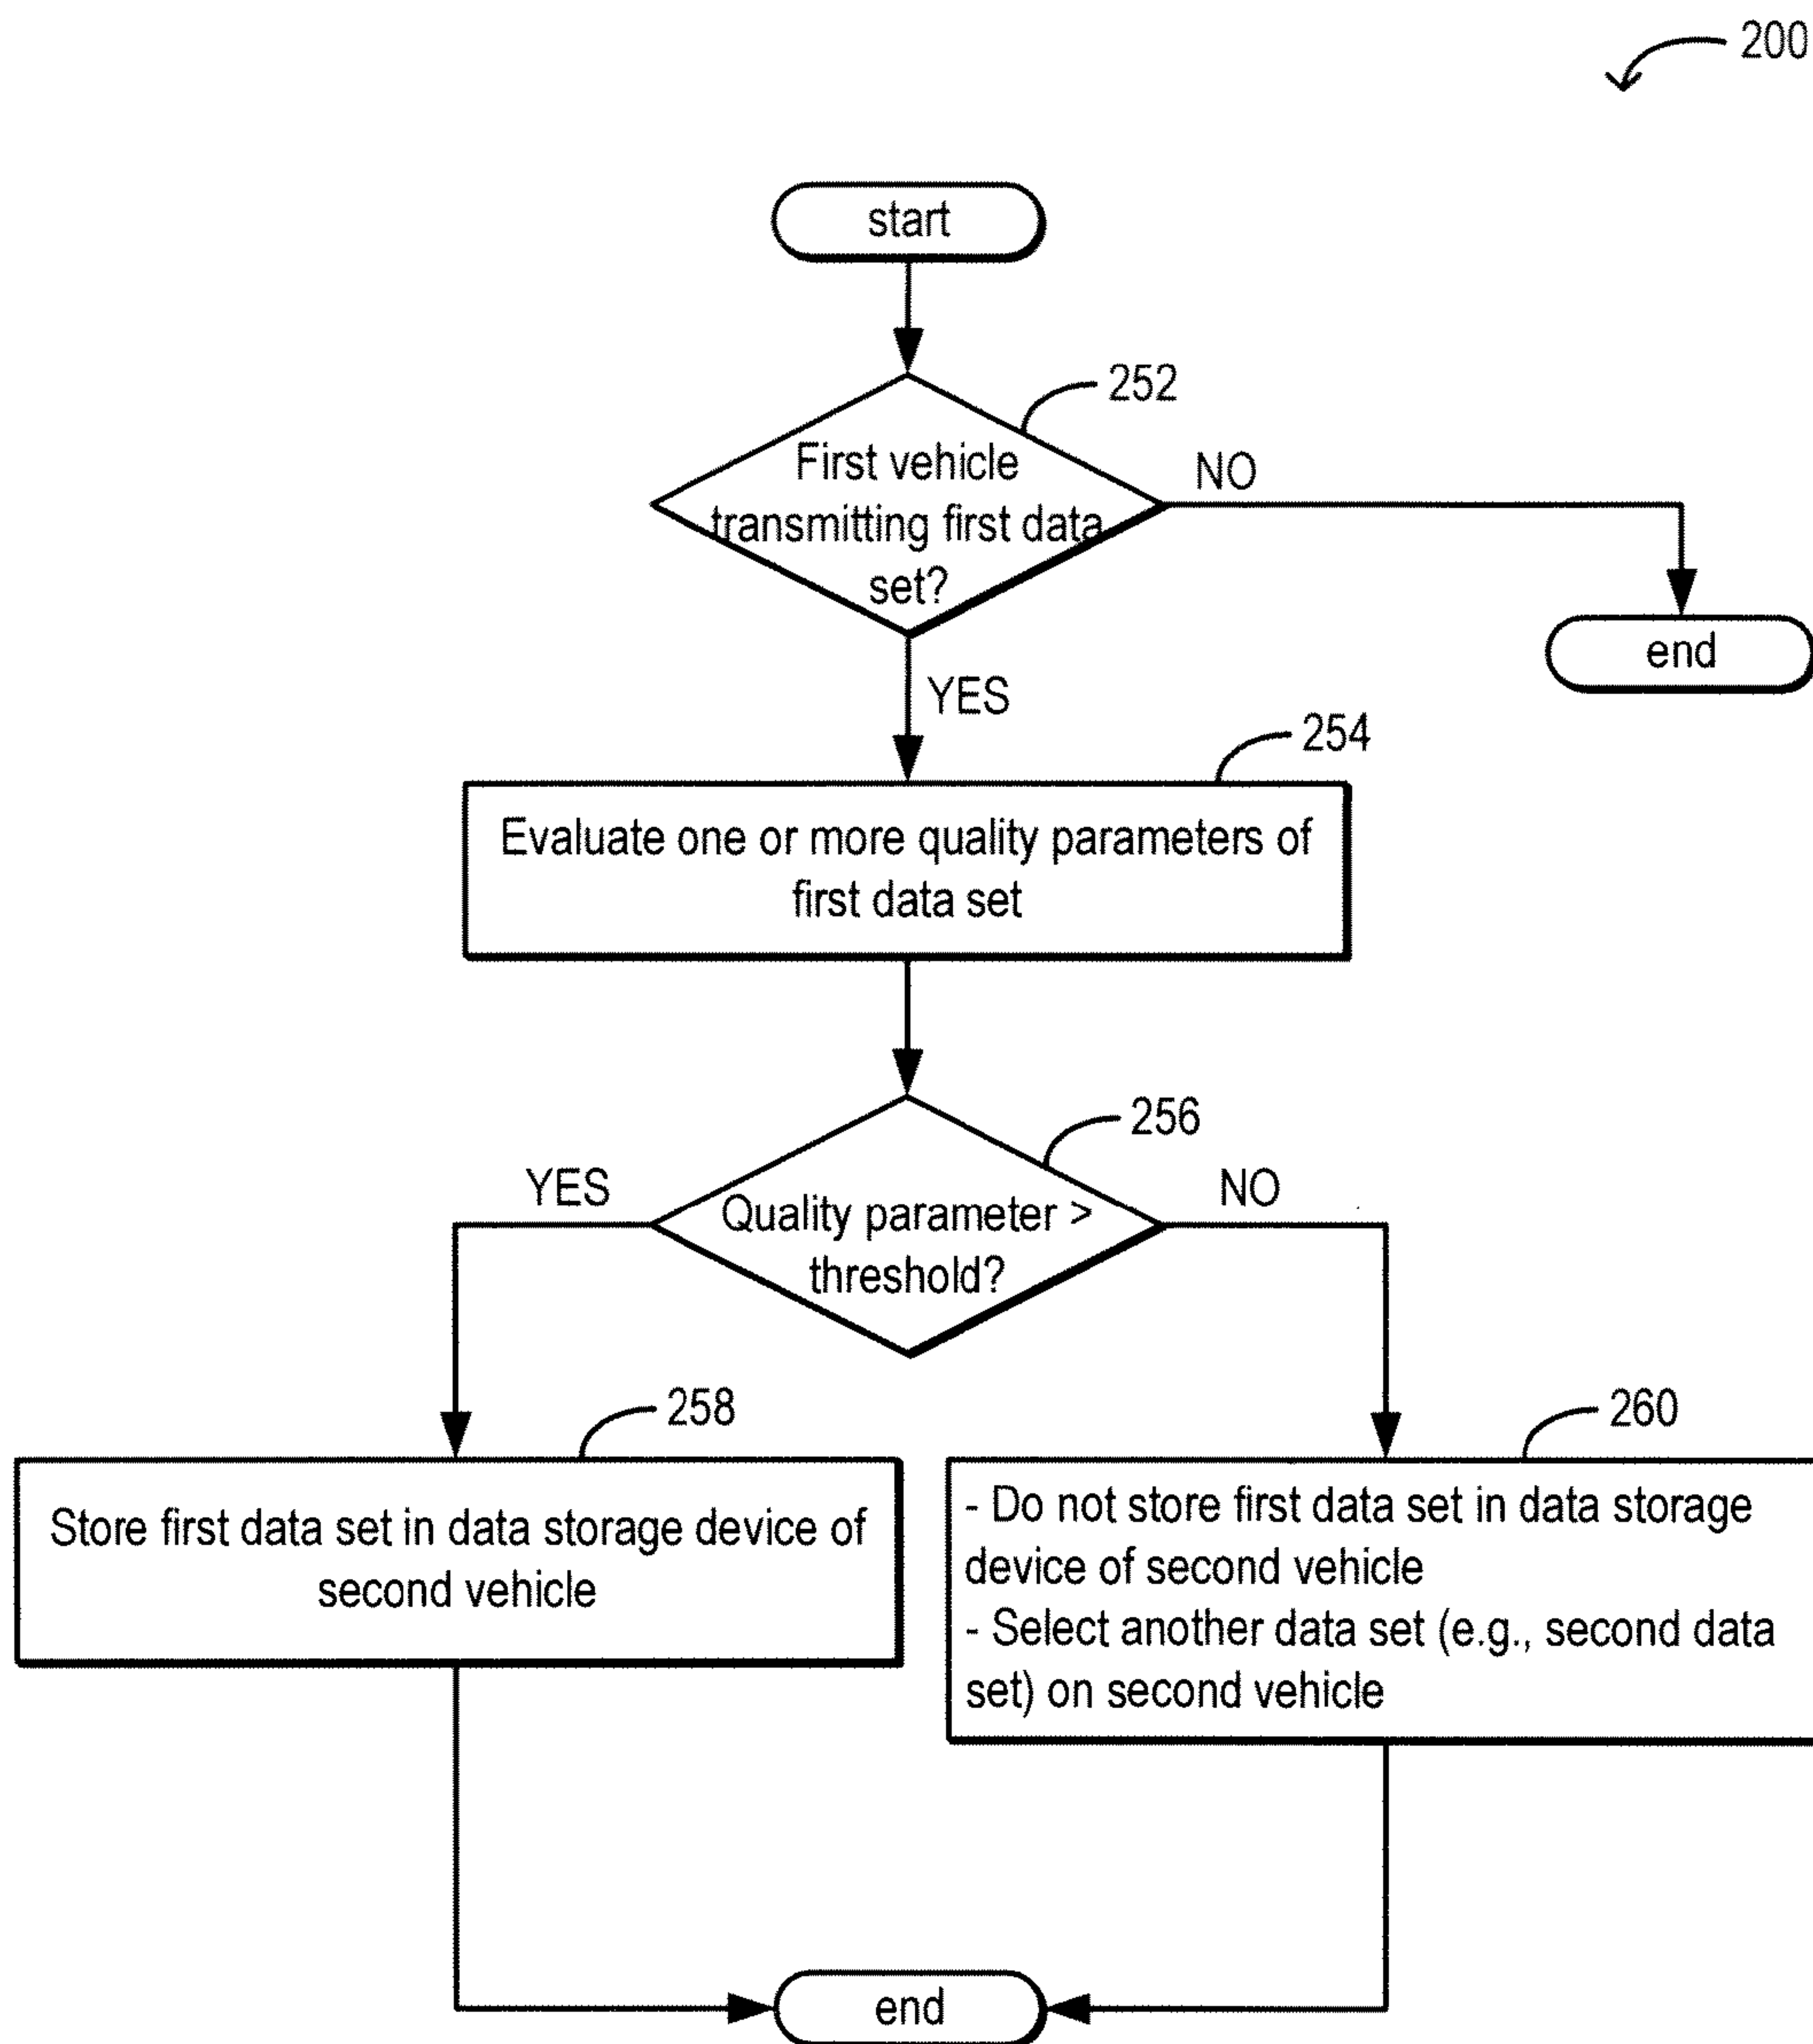 200
start
252
First vehicle
transmitting first data
set?
NO
end
YES
254
Evaluate one or more quality parameters of
first data set
256
YES
Quality parameter >
threshold?
NO
258
Store first data set in data storage device of
second vehicle
260
- Do not store first data set in data storage
device of second vehicle
- Select another data set (e.g., second data
set) on second vehicle
end